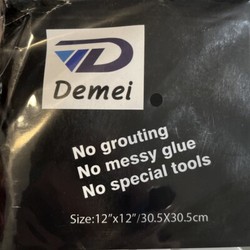 Demei
No grouting
No messy glue
No special tools
Size:12"x12"/30.5X30.5cm